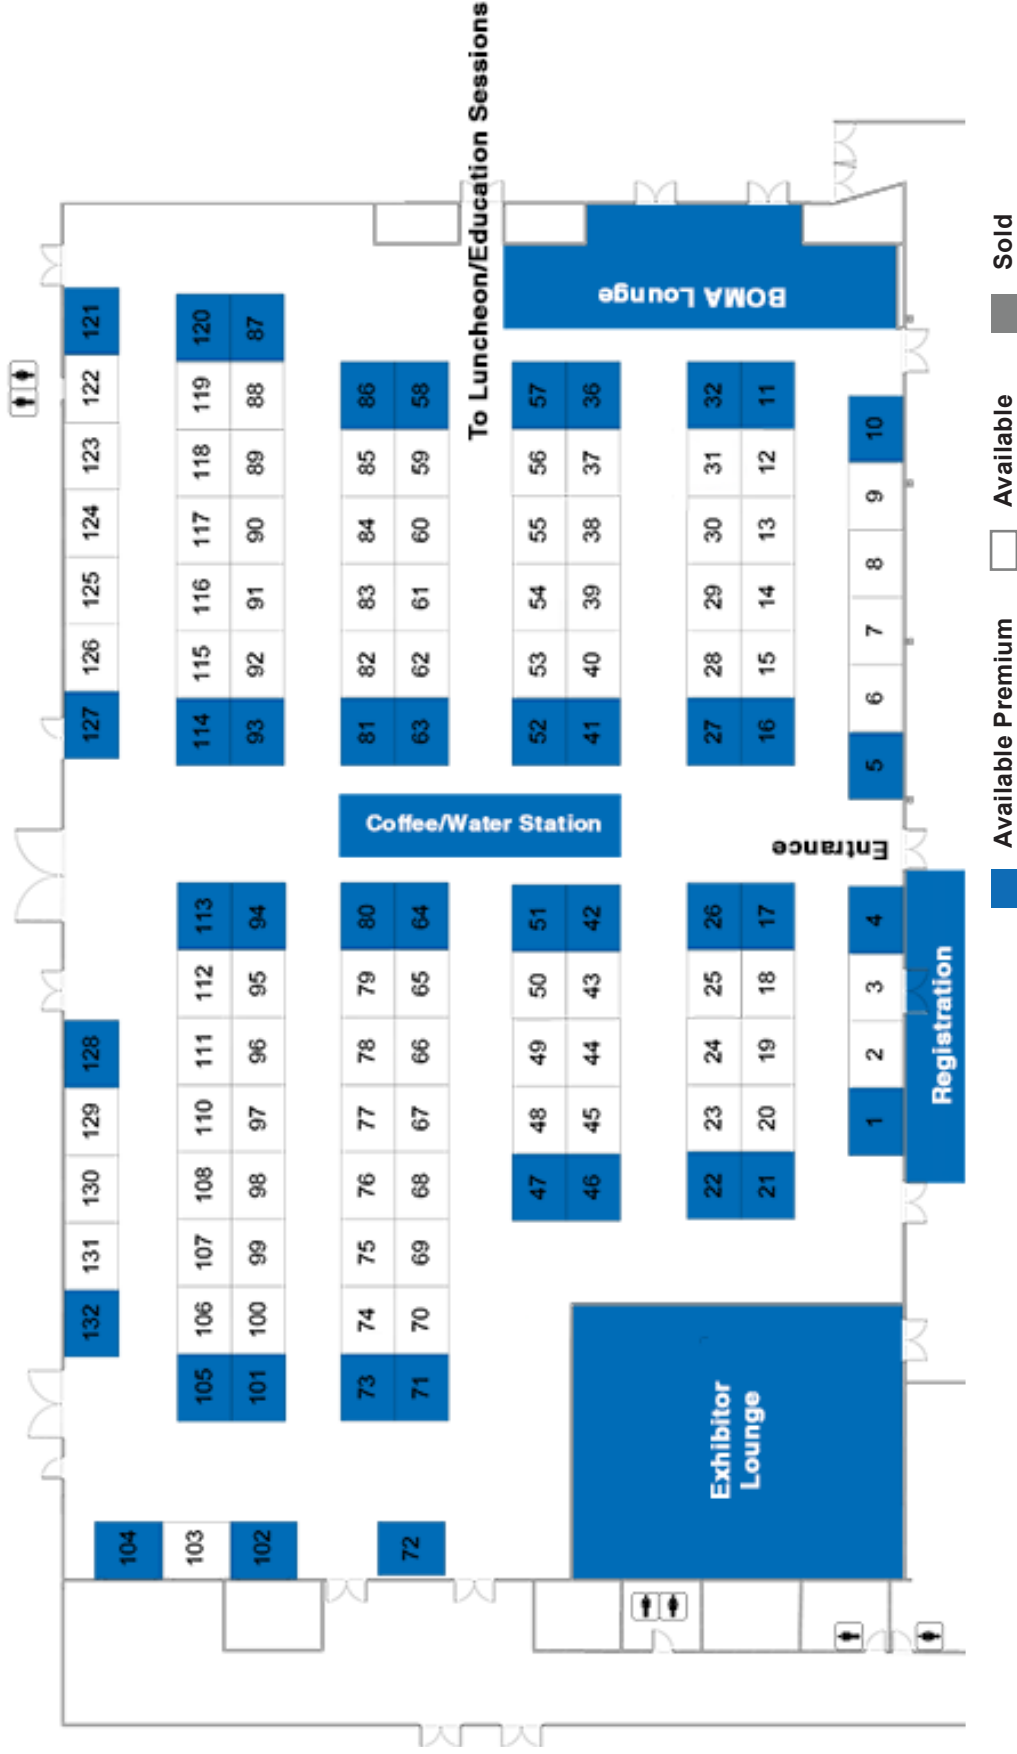 132 131 130 129 128 127 126 125 124 123 122 121
104
103
102
105 106 107 108 110 111 112 113 114 115 116 117 118 119 120
101 100 99 98 97 96 95 94 93 92 91 90 89 88 87
73 74 75 76 77 78 79 80 81 82 83 84 85 86
72
71 70 69 68 67 66 65 64 63 62 61 60 59 58
Coffee/Water Station
To Luncheon/Education Sessions
47 48 49 50 51 52 53 54 55 56 57
46 45 44 43 42 41 40 39 38 37 36
BOMA Lounge
22 23 24 25 26 27 28 29 30 31 32
21 20 19 18 17 16 15 14 13 12 11
Exhibitor
Lounge
Entrance
1 2 3 4 5 6 7 8 9 10
Registration
Available Premium
Available
Sold